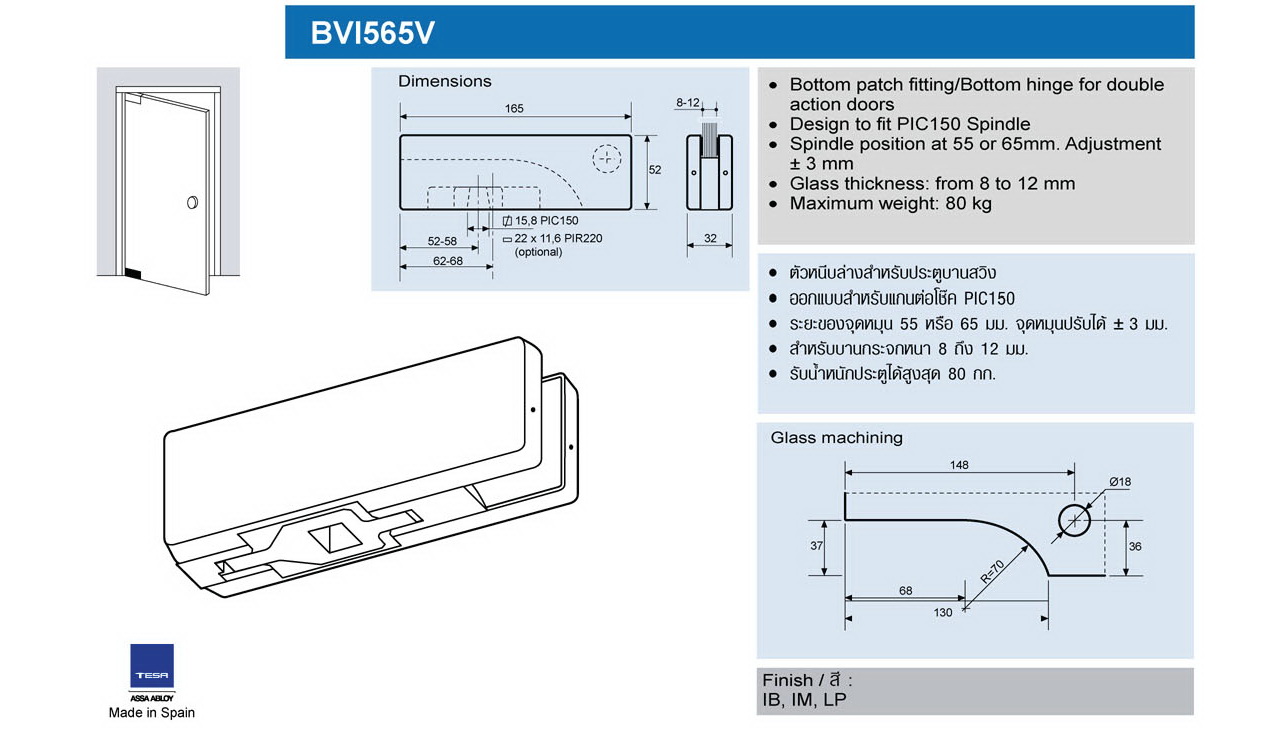 BVI565V
Dimensions
165
8-12
52
15,8 PIC150
22 x 11,6 PIR220
(optional)
52-58
62-68
32
• Bottom patch fitting/Bottom hinge for double
action doors
• Design to fit PIC150 Spindle
• Spindle position at 55 or 65mm. Adjustment
± 3 mm
• Glass thickness: from 8 to 12 mm
• Maximum weight: 80 kg
• ตัวหนีบล่างสำหรับประตูบานสวิง
• ออกแบบสำหรับแกนต่อโช๊ค PIC150
• ระยะของจุดหมุน 55 หรือ 65 มม. จุดหมุนปรับได้ ± 3 มม.
• สำหรับบานกระจกหนา 8 ถึง 12 มม.
• รับน้ำหนักประตูได้สูงสุด 80 กก.
Glass machining
148
Ø18
37
36
R=70
68
130
TESA
ASSA ABLOY
Made in Spain
Finish / สี :
IB, IM, LP